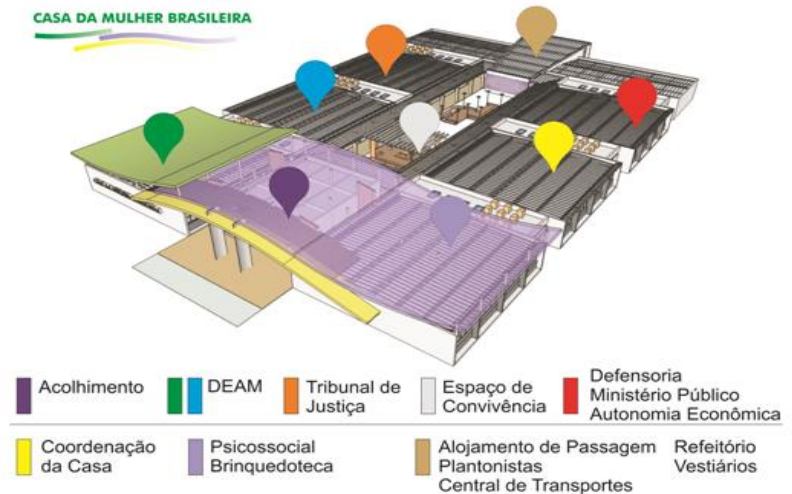 CASA DA MULHER BRASILEIRA
Acolhimento
DEAM
Tribunal de
Justiça
Espaço de
Convivência
Defensoria
Ministério Público
Autonomia Econômica
Coordenação
da Casa
Psicossocial
Brinquedoteca
Alojamento de Passagem
Plantonistas
Central de Transportes
Refeitório
Vestiários